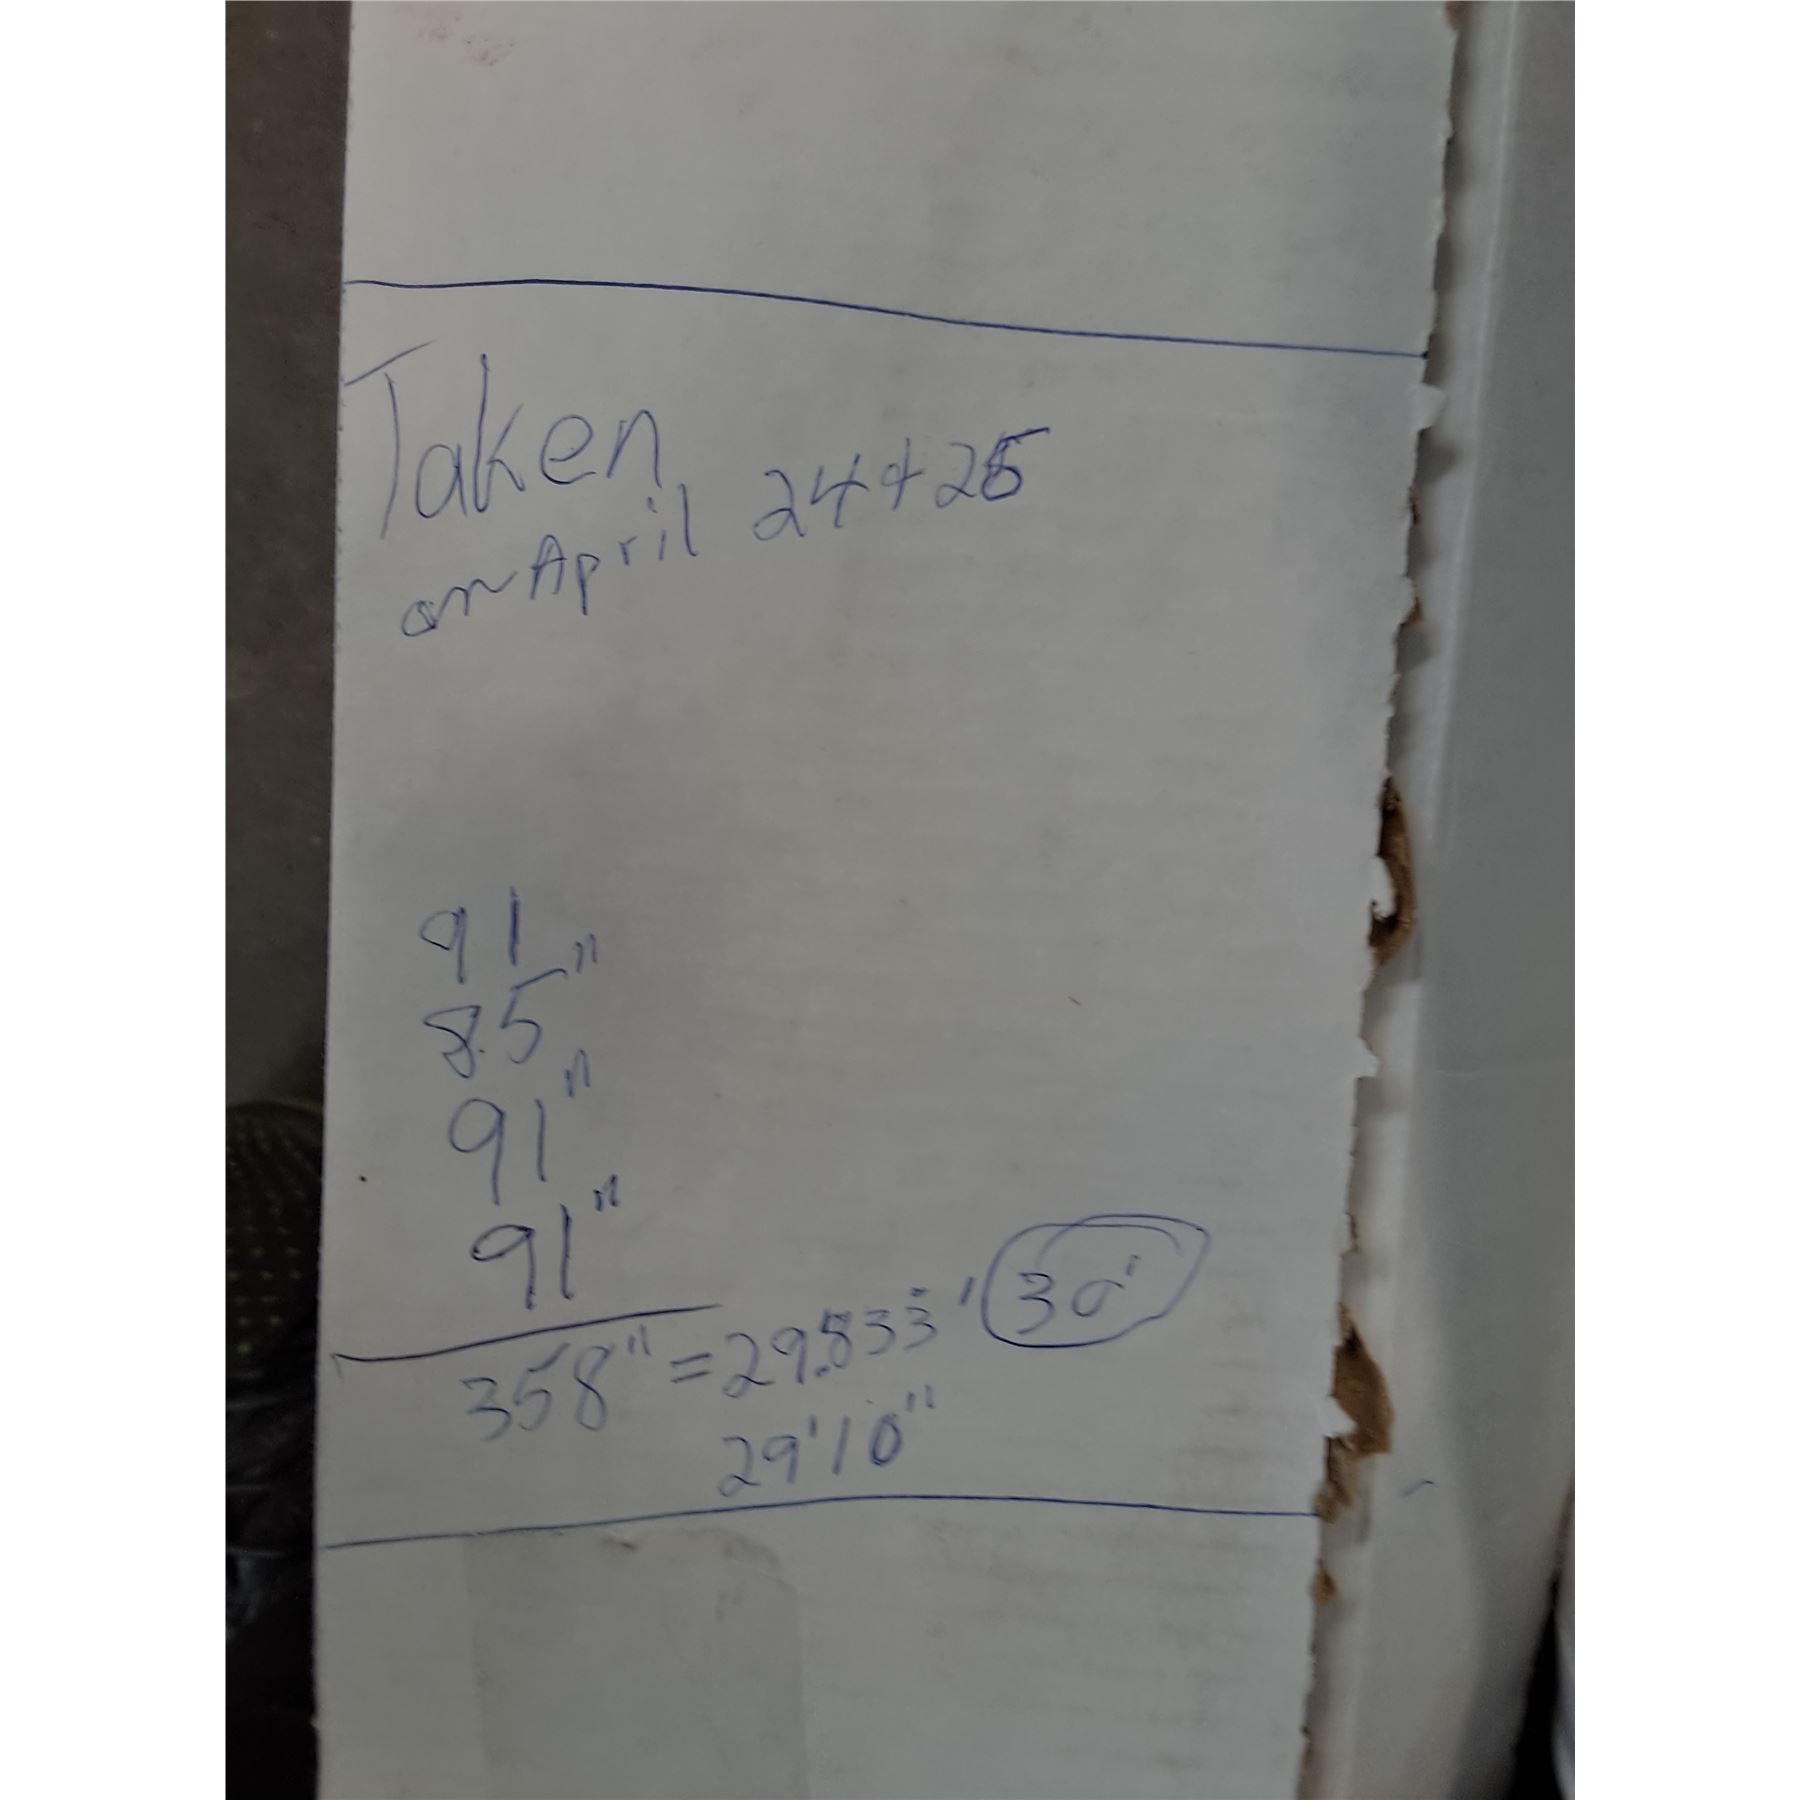 Taken
on April 24+25
91
85"
91"
91"
358" = 29.833' 30'
29'10"